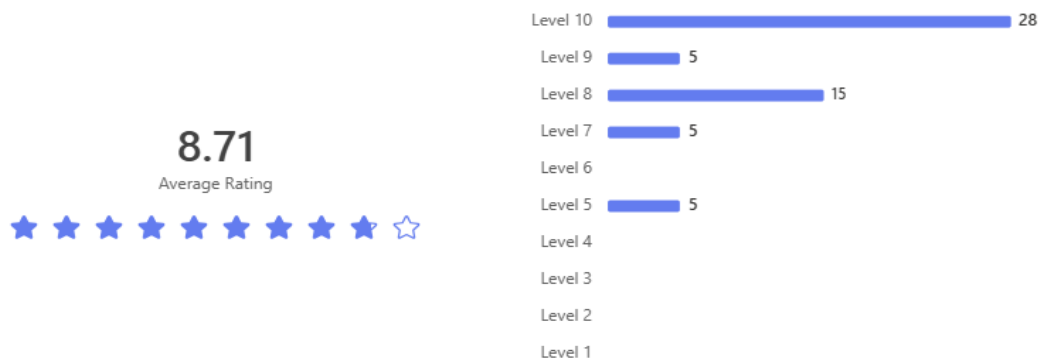 8.71
Average Rating
Level 10 28
Level 9 5
Level 8 15
Level 7 5
Level 6
Level 5 5
Level 4
Level 3
Level 2
Level 1